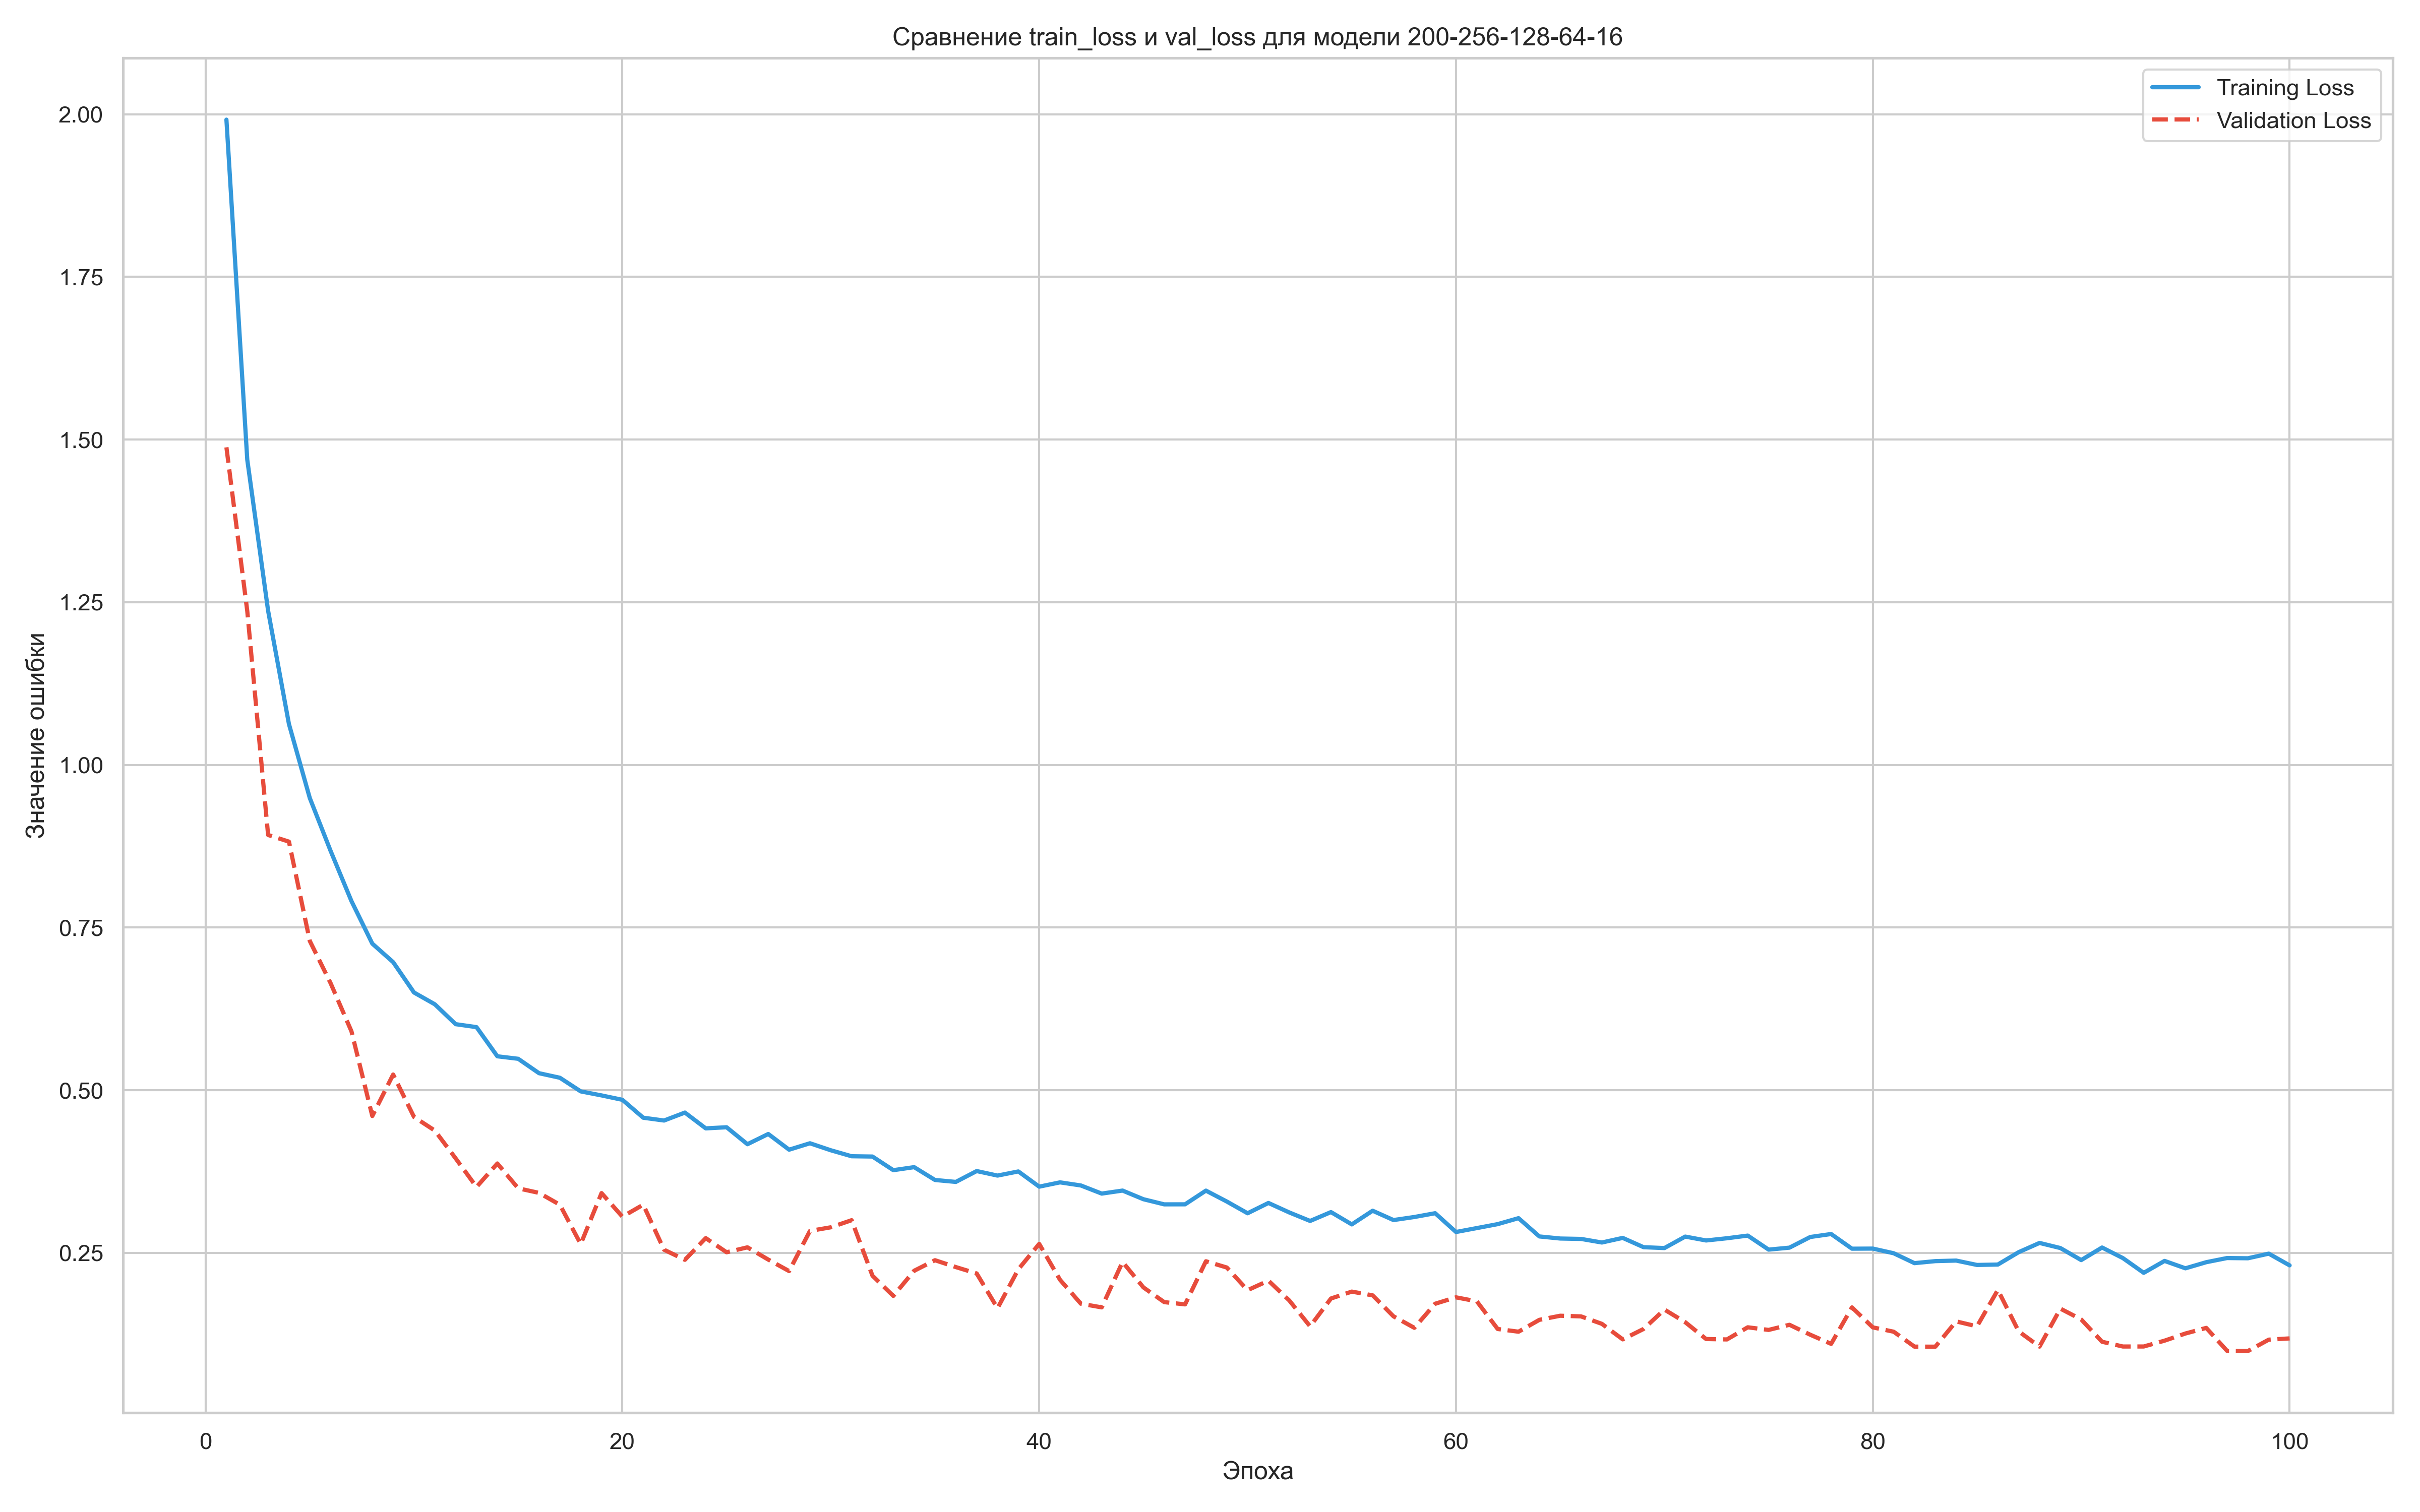 Сравнение train_loss и val_loss для модели 200-256-128-64-16
Training Loss
Validation Loss
2.00
1.75
1.50
1.25
1.00
0.75
0.50
0.25
Значение ошибки
0 20 40 60 80 100
Эпоха